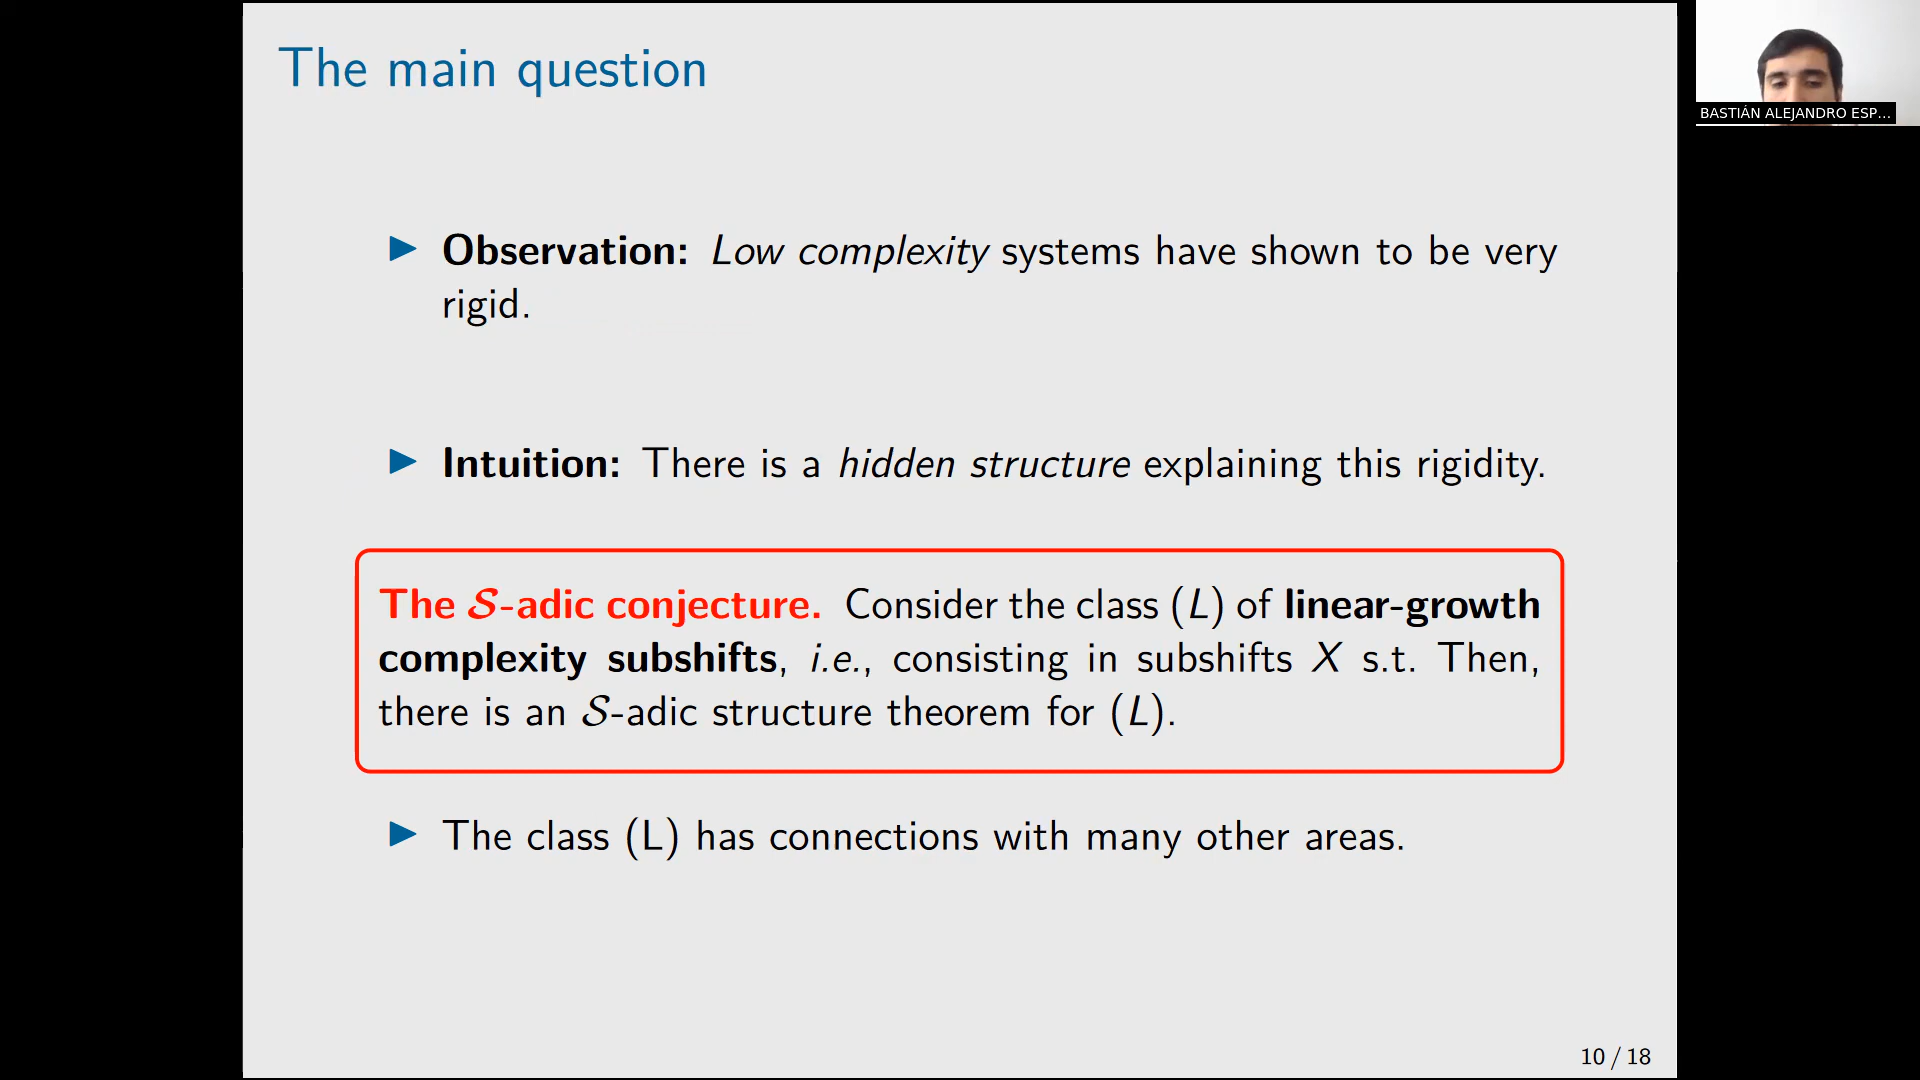 The main question
BASTIÁN ALEJANDRO ESP...
▶ Observation: Low complexity systems have shown to be very
rigid.
▶ Intuition: There is a hidden structure explaining this rigidity.
The 𝒮-adic conjecture. Consider the class (L) of linear-growth
complexity subshifts, i.e., consisting in subshifts X s.t. Then,
there is an 𝒮-adic structure theorem for (L).
▶ The class (L) has connections with many other areas.
10 / 18